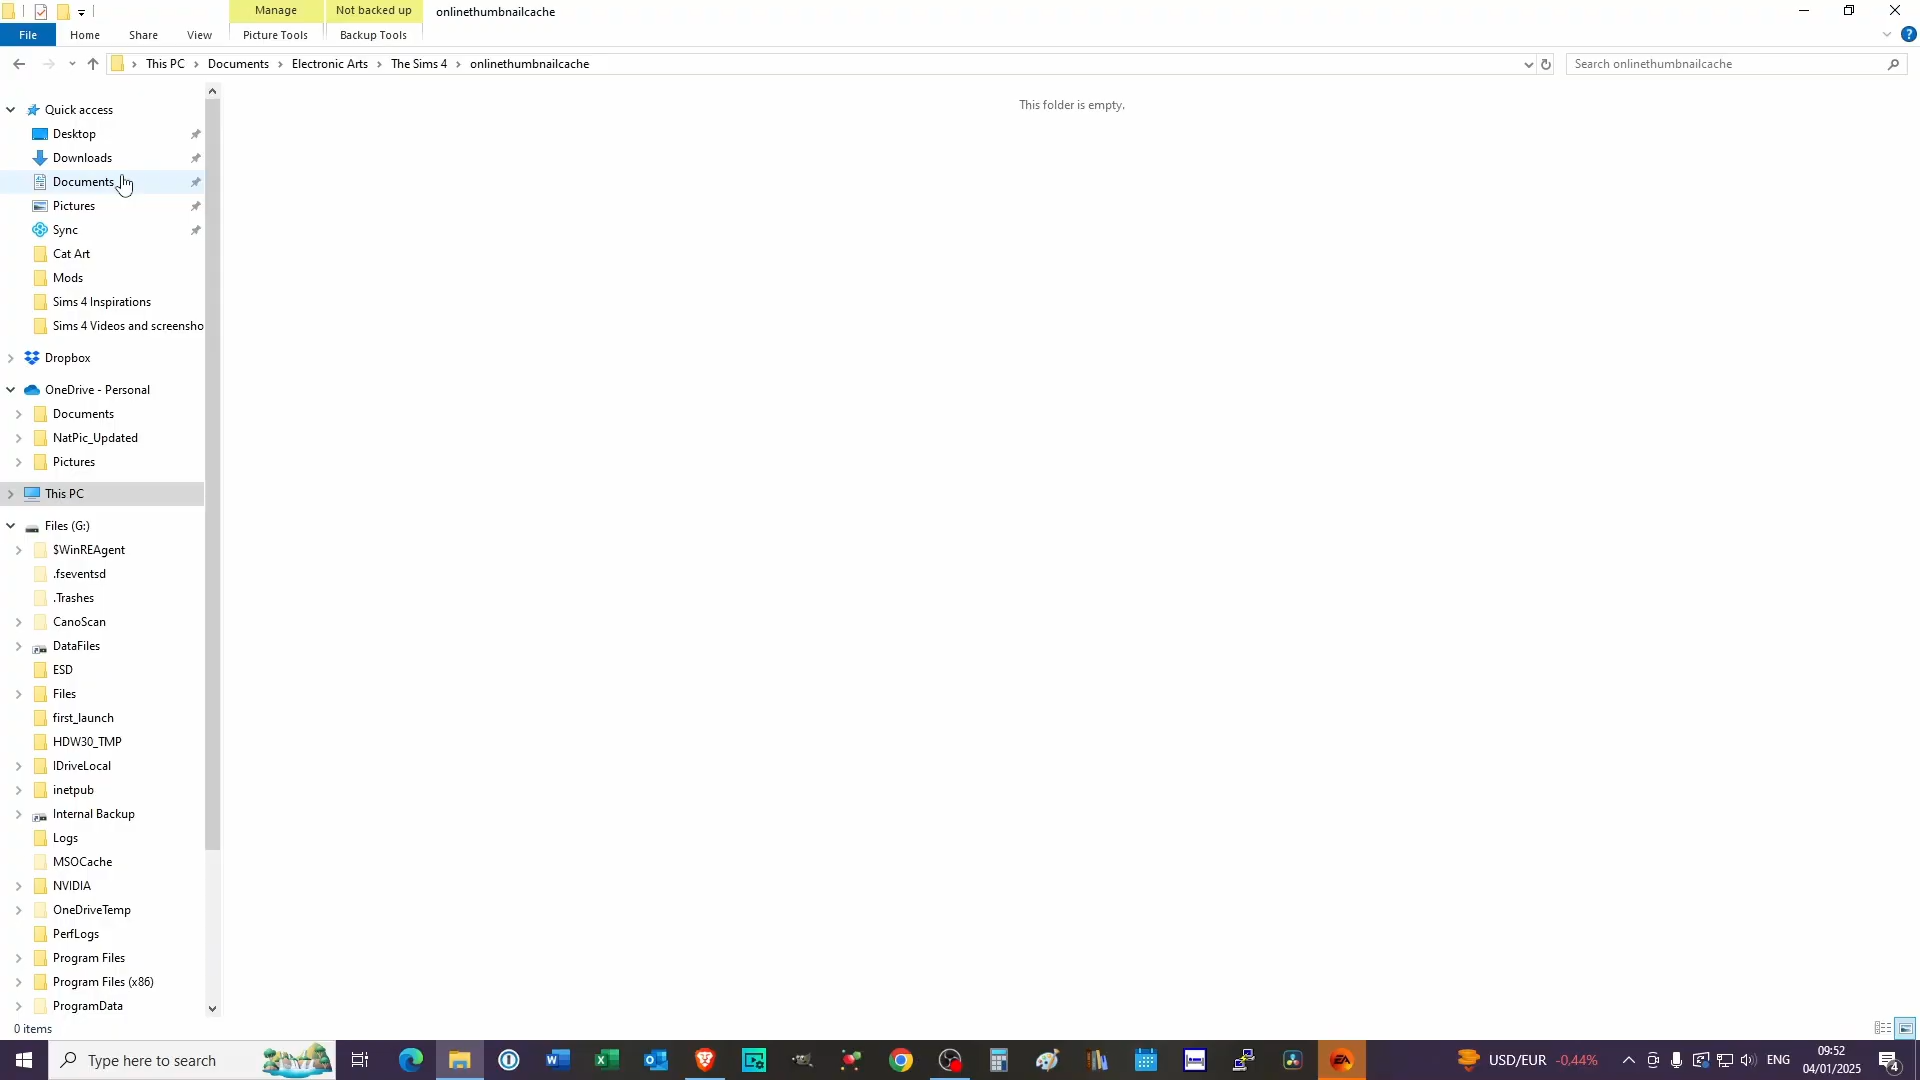 Manage
Not backed up
onlinethumbnailcache
File
Home
Share
View
Picture Tools
Backup Tools
This PC
Documents
Electronic Arts
The Sims 4
onlinethumbnailcache
Search onlinethumbnailcache
This folder is empty.
Quick access
Desktop
Downloads
Documents
Pictures
Sync
Cat Art
Mods
Sims 4 Inspirations
Sims 4 Videos and screensho
Dropbox
OneDrive - Personal
Documents
NatPic_Updated
Pictures
This PC
Files (G:)
$WinREAgent
.fseventsd
.Trashes
CanoScan
DataFiles
ESD
Files
first_launch
HDW30_TMP
IDriveLocal
inetpub
Internal Backup
Logs
MSOCache
NVIDIA
OneDriveTemp
PerfLogs
Program Files
Program Files (x86)
ProgramData
0 items
Type here to search
EA
USD/EUR -0,44%
ENG
09:52
04/01/2025
4